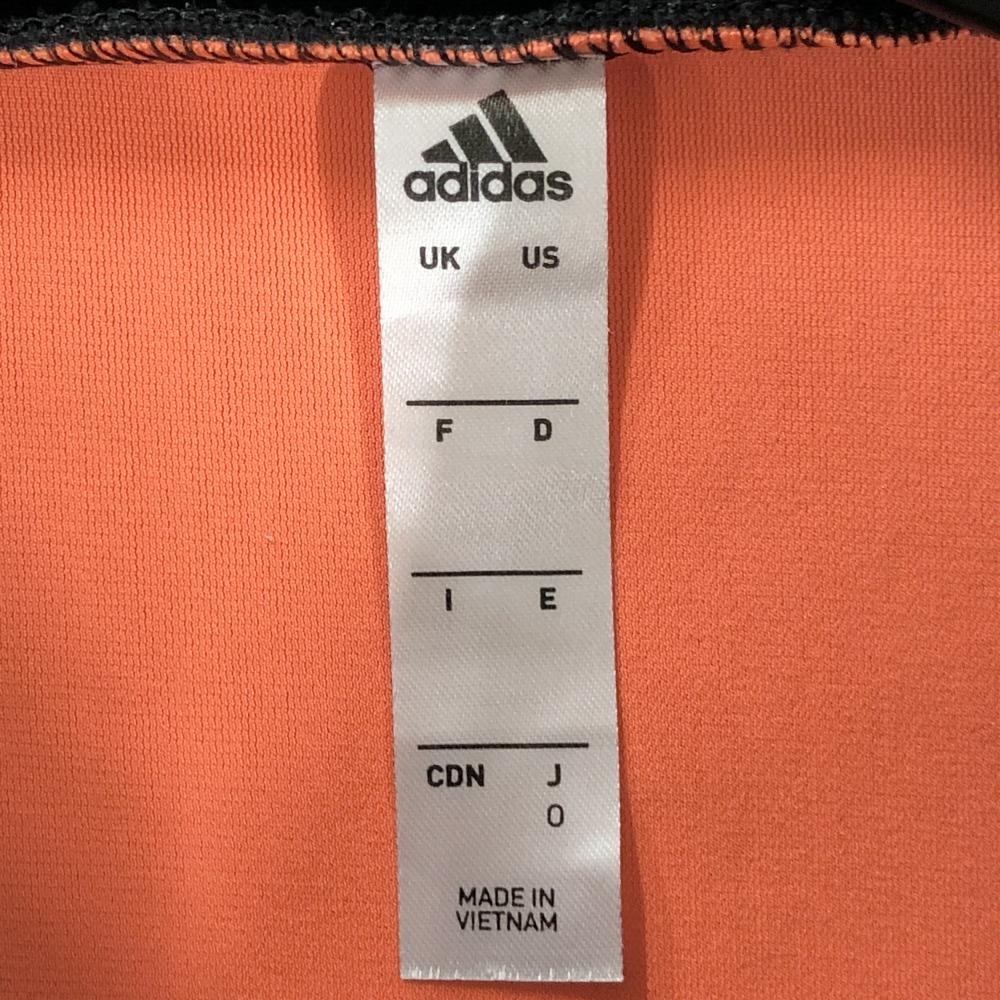 adidas
UK US
F D
I E
CDN J
O
MADE IN
VIETNAM